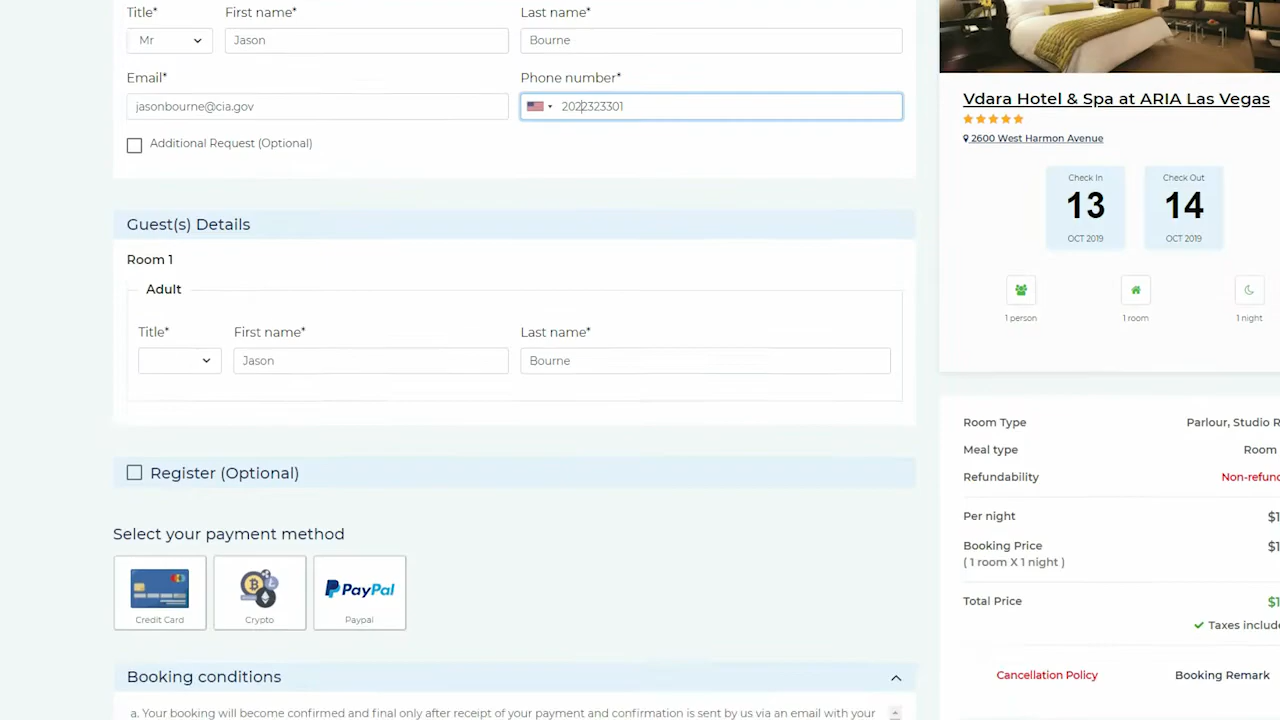 Title*
First name*
Last name*
Mr
Jason
Bourne
Email*
Phone number*
jasonbourne@cia.gov
2022323301
Additional Request (Optional)
Guest(s) Details
Room 1
Adult
Title*
First name*
Last name*
Jason
Bourne
Register (Optional)
Select your payment method
Credit Card
Crypto
PayPal
Paypal
Booking conditions
a. Your booking will become confirmed and final only after receipt of your payment and confirmation is sent by us via an email with your
Vdara Hotel & Spa at ARIA Las Vegas
2600 West Harmon Avenue
Check In
13
OCT 2019
Check Out
14
OCT 2019
1 person
1 room
1 night
Room Type
Parlour, Studio R
Meal type
Room
Refundability
Non-refund
Per night
$1
Booking Price
$1
( 1 room X 1 night )
Total Price
$1
Taxes include
Cancellation Policy
Booking Remark